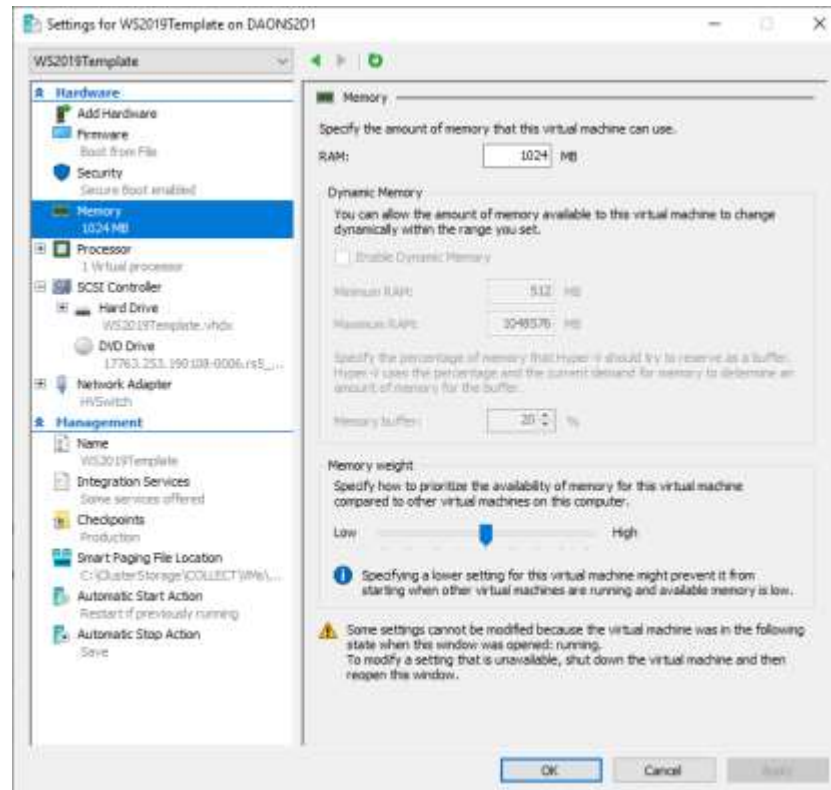 Settings for WS2019Template on DAONS2D1
WS2019Template
Hardware
Add Hardware
Firmware
Boot from File
Security
Secure Boot enabled
Memory
1024 MB
Processor
1 Virtual processor
SCSI Controller
Hard Drive
WS2019Template.vhdx
DVD Drive
17763.253.190108-0006.rs5_...
Network Adapter
HVSwitch
Management
Name
WS2019Template
Integration Services
Some services offered
Checkpoints
Production
Smart Paging File Location
C:\ClusterStorage\COLLECT\VMs\...
Automatic Start Action
Restart if previously running
Automatic Stop Action
Save
Memory
Specify the amount of memory that this virtual machine can use.
RAM: 1024 MB
Dynamic Memory
You can allow the amount of memory available to this virtual machine to change
dynamically within the range you set.
Enable Dynamic Memory
Minimum RAM: 512 MB
Maximum RAM: 1048576 MB
Specify the percentage of memory that Hyper-V should try to reserve as a buffer.
Hyper-V uses the percentage and the current demand for memory to determine an
amount of memory for the buffer.
Memory buffer: 20 %
Memory weight
Specify how to prioritize the availability of memory for this virtual machine
compared to other virtual machines on this computer.
Low High
Specifying a lower setting for this virtual machine might prevent it from
starting when other virtual machines are running and available memory is low.
Some settings cannot be modified because the virtual machine was in the following
state when this window was opened: running.
To modify a setting that is unavailable, shut down the virtual machine and then
reopen this window.
OK Cancel Apply